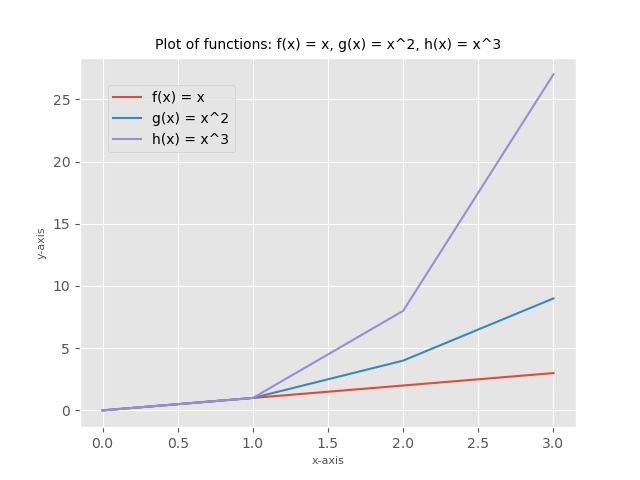 Plot of functions: f(x) = x, g(x) = x^2, h(x) = x^3
f(x) = x
g(x) = x^2
h(x) = x^3
y-axis
25
20
15
10
5
0
0.0 0.5 1.0 1.5 2.0 2.5 3.0
x-axis